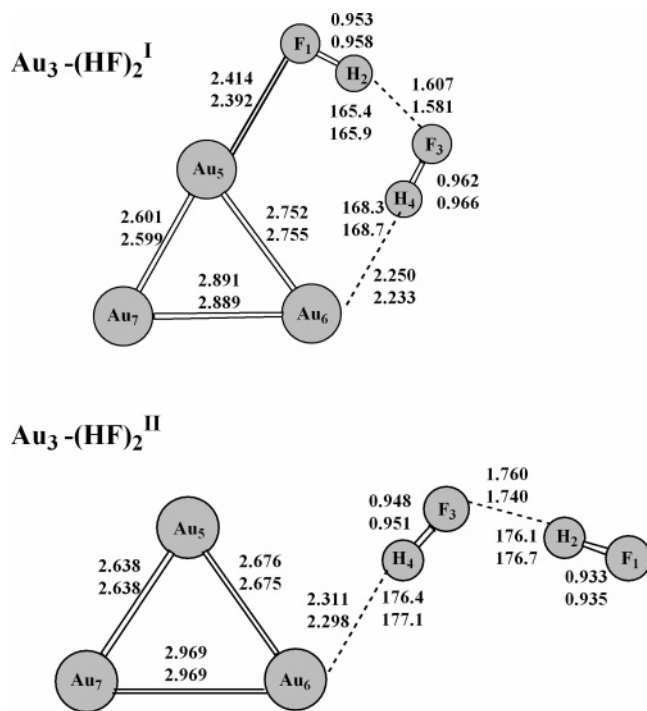 Au3 -(HF)2 I
0.953
0.958
F1
H2
2.414
2.392
1.607
1.581
165.4
165.9
F3
Au5
0.962
0.966
H4
168.3
168.7
2.601
2.599
2.752
2.755
2.891
2.889
2.250
2.233
Au7
Au6
Au3 -(HF)2 II
1.760
1.740
0.948
0.951
F3
Au5
H2
176.1
176.7
F1
H4
2.638
2.638
2.676
2.675
0.933
0.935
2.311
2.298
176.4
177.1
2.969
2.969
Au7
Au6